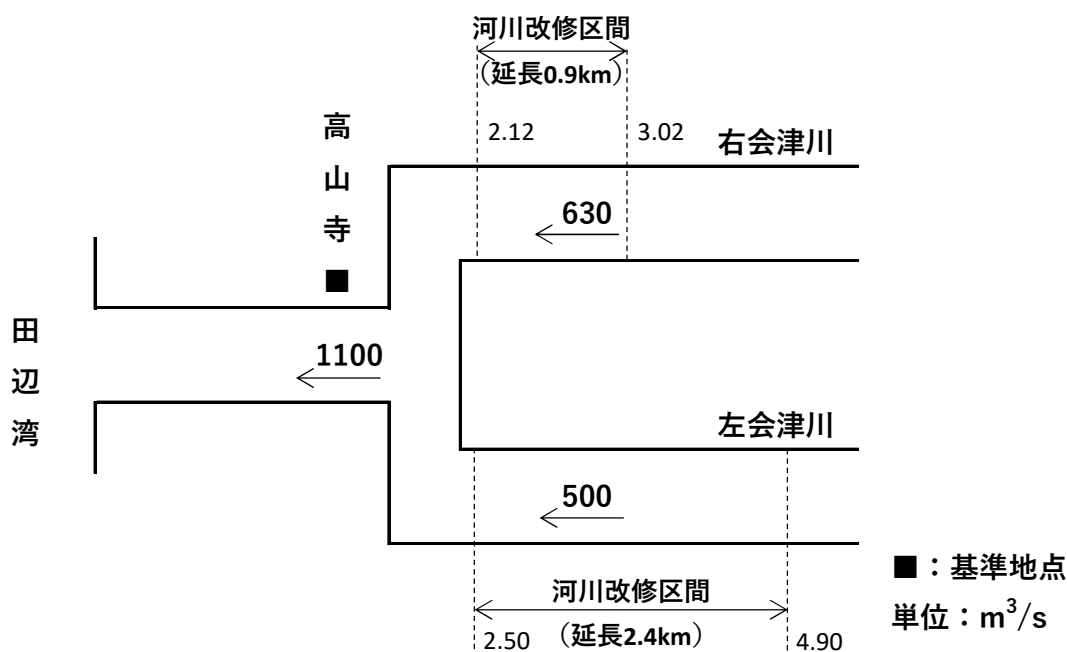 河川改修区間
（延長0.9km）
2.12
3.02
右会津川
高山寺
■
630
田辺湾
1100
左会津川
500
河川改修区間
（延長2.4km）
2.50
4.90
■：基準地点
単位：m³/s